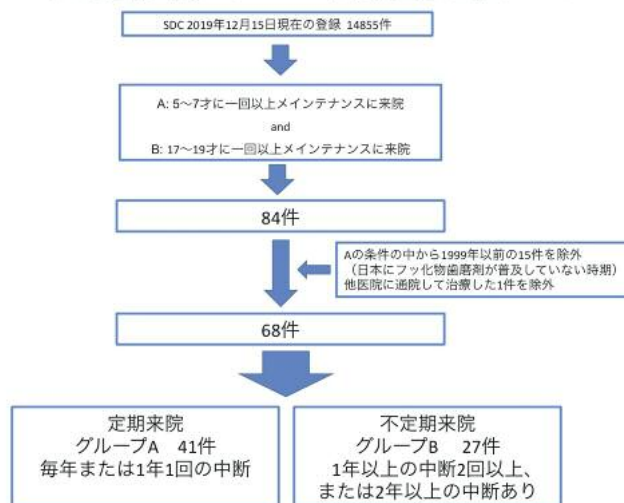 SDC 2019年12月15日現在の登録 14855件
A: 5～7才に一回以上メインテナンスに来院
and
B: 17～19才に一回以上メインテナンスに来院
84件
Aの条件の中から1999年以前の15件を除外
（日本にフッ化物歯磨剤が普及していない時期）
他医院に通院して治療した1件を除外
68件
定期来院
グループA 41件
毎年または1年1回の中断
不定期来院
グループB 27件
1年以上の中断2回以上、
または2年以上の中断あり